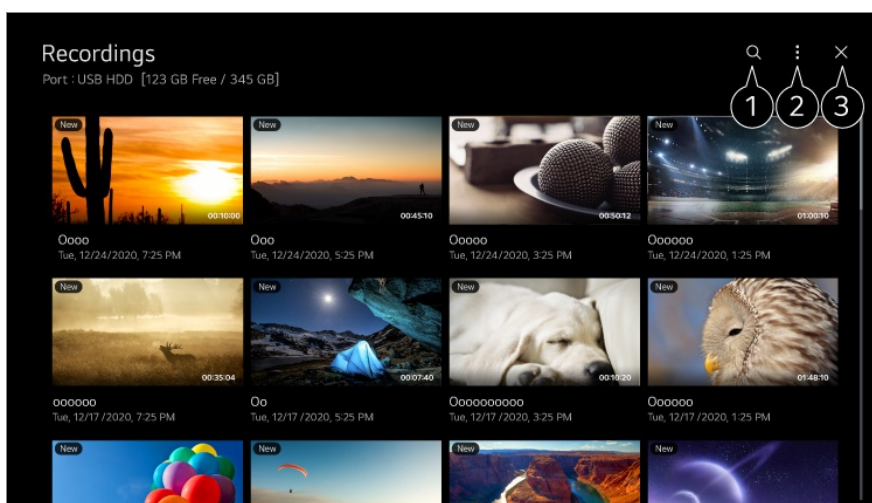 Recordings
Port : USB HDD [123 GB Free / 345 GB]
1 2 3
New New New New
00:10:00 00:45:10 00:50:12 01:00:10
Oooo Ooo Ooooo Oooooo
Tue, 12/24/2020, 7:25 PM Tue, 12/24/2020, 5:25 PM Tue, 12/24/2020, 3:25 PM Tue, 12/24/2020, 1:25 PM
New New New New
00:35:04 00:07:40 00:10:20 01:48:10
oooooo Oo Oooooooooo Oooooo
Tue, 12/17 /2020, 7:25 PM Tue, 12/17 /2020, 5:25 PM Tue, 12/17 /2020, 3:25 PM Tue, 12/17 /2020, 1:25 PM
New New New New